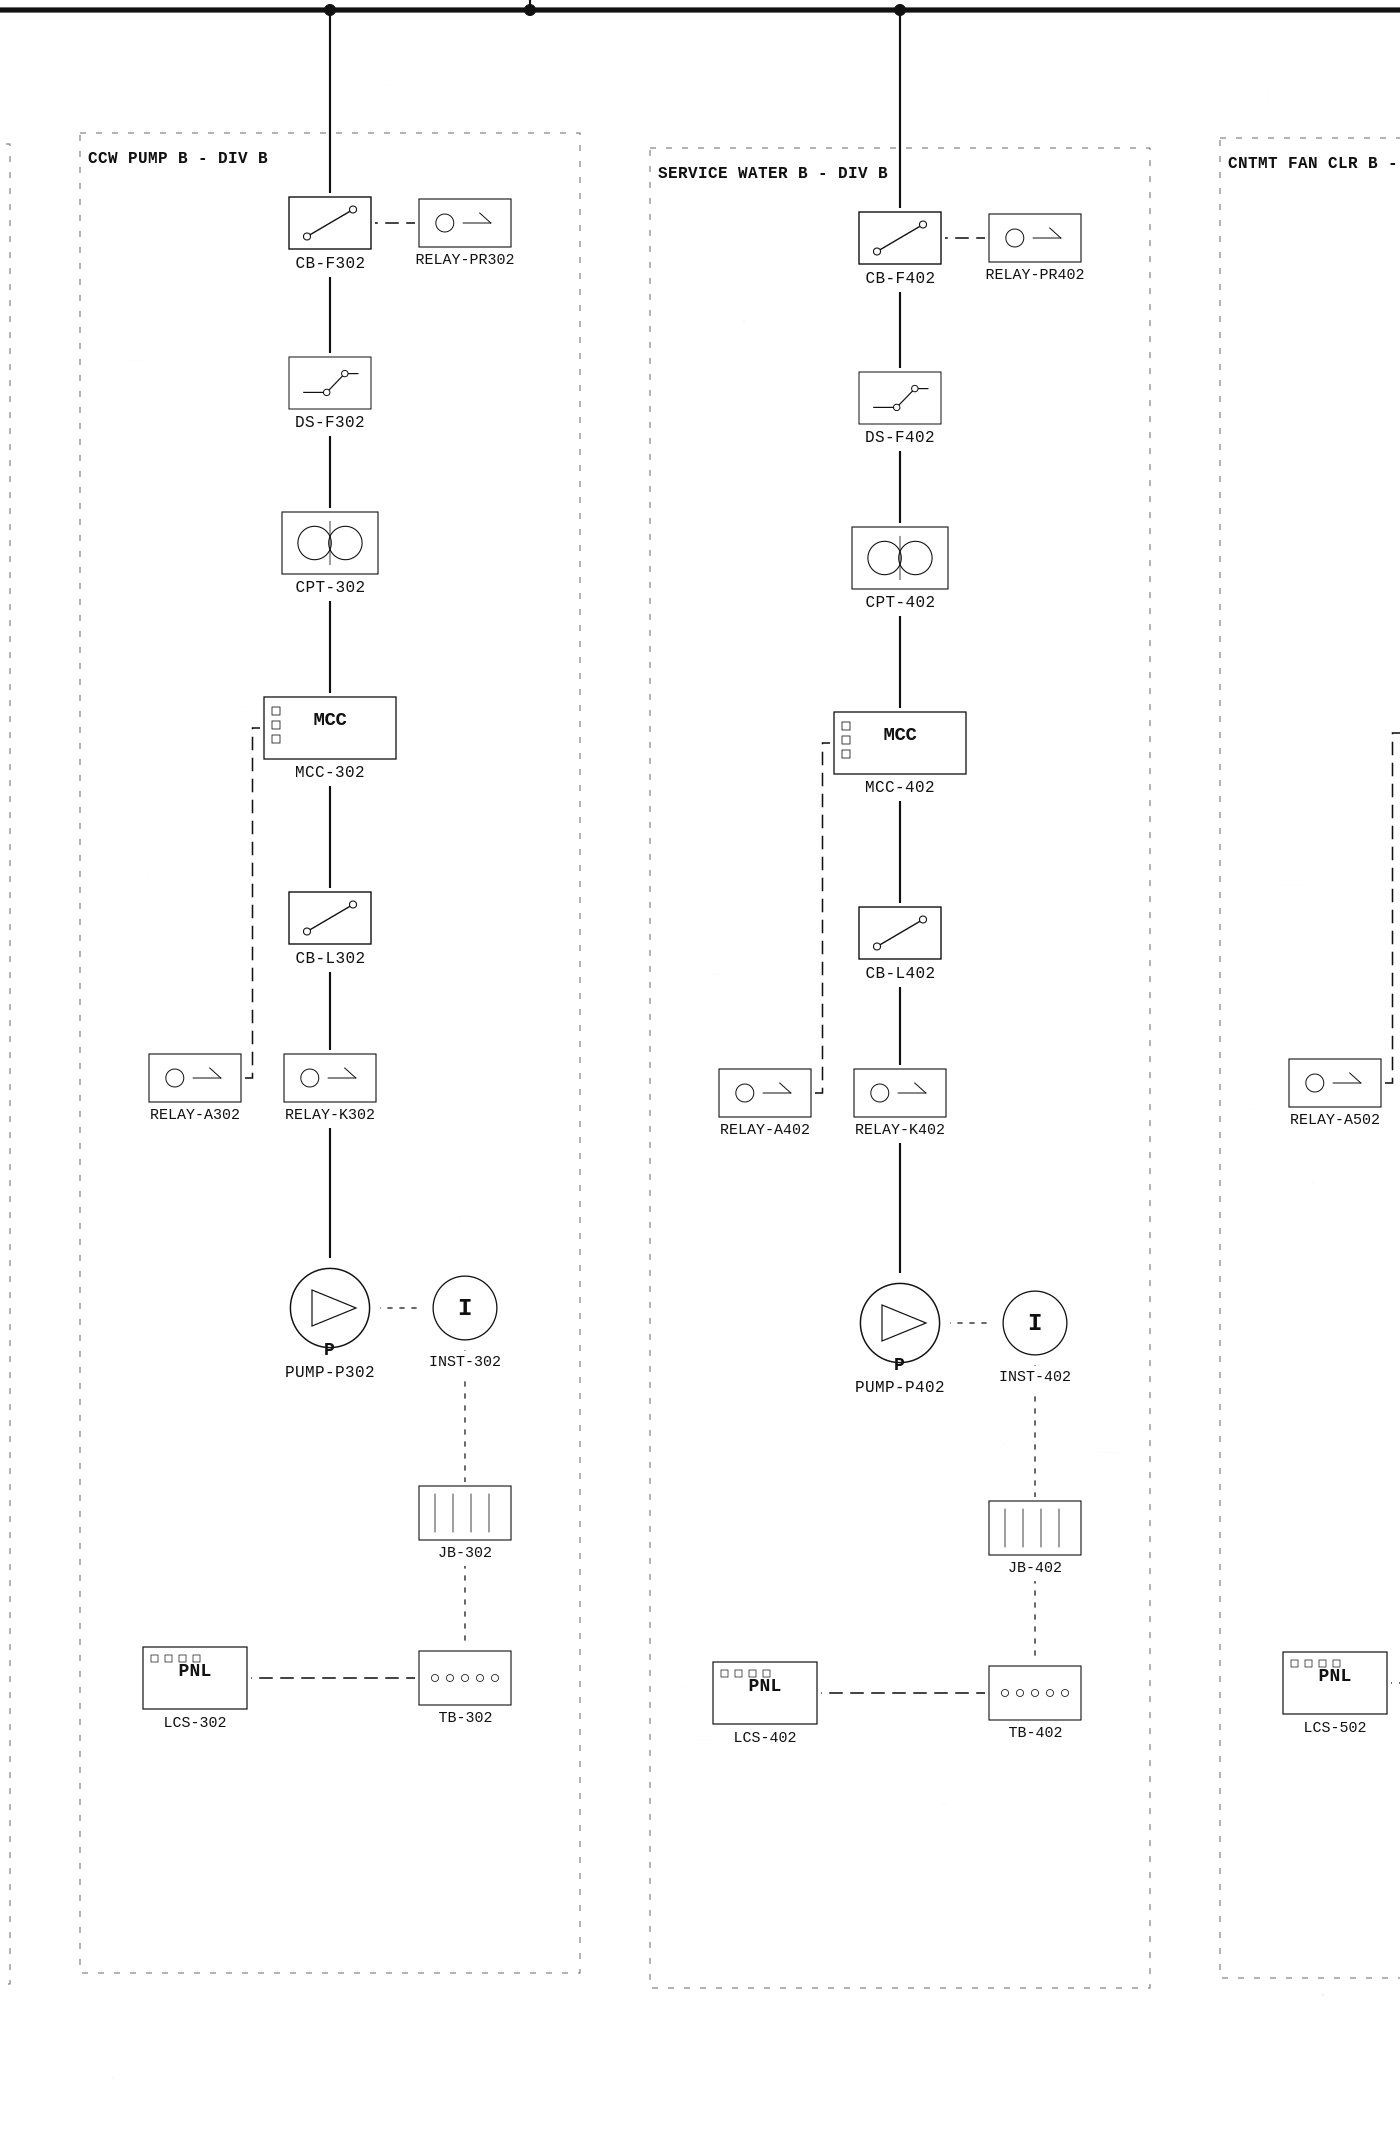 CCW PUMP B - DIV B
CB-F302
RELAY-PR302
DS-F302
CPT-302
MCC
MCC-302
CB-L302
RELAY-A302
RELAY-K302
P
PUMP-P302
I
INST-302
JB-302
PNL
LCS-302
TB-302
SERVICE WATER B - DIV B
CB-F402
RELAY-PR402
DS-F402
CPT-402
MCC
MCC-402
CB-L402
RELAY-A402
RELAY-K402
P
PUMP-P402
I
INST-402
JB-402
PNL
LCS-402
TB-402
CNTMT FAN CLR B -
RELAY-A502
PNL
LCS-502